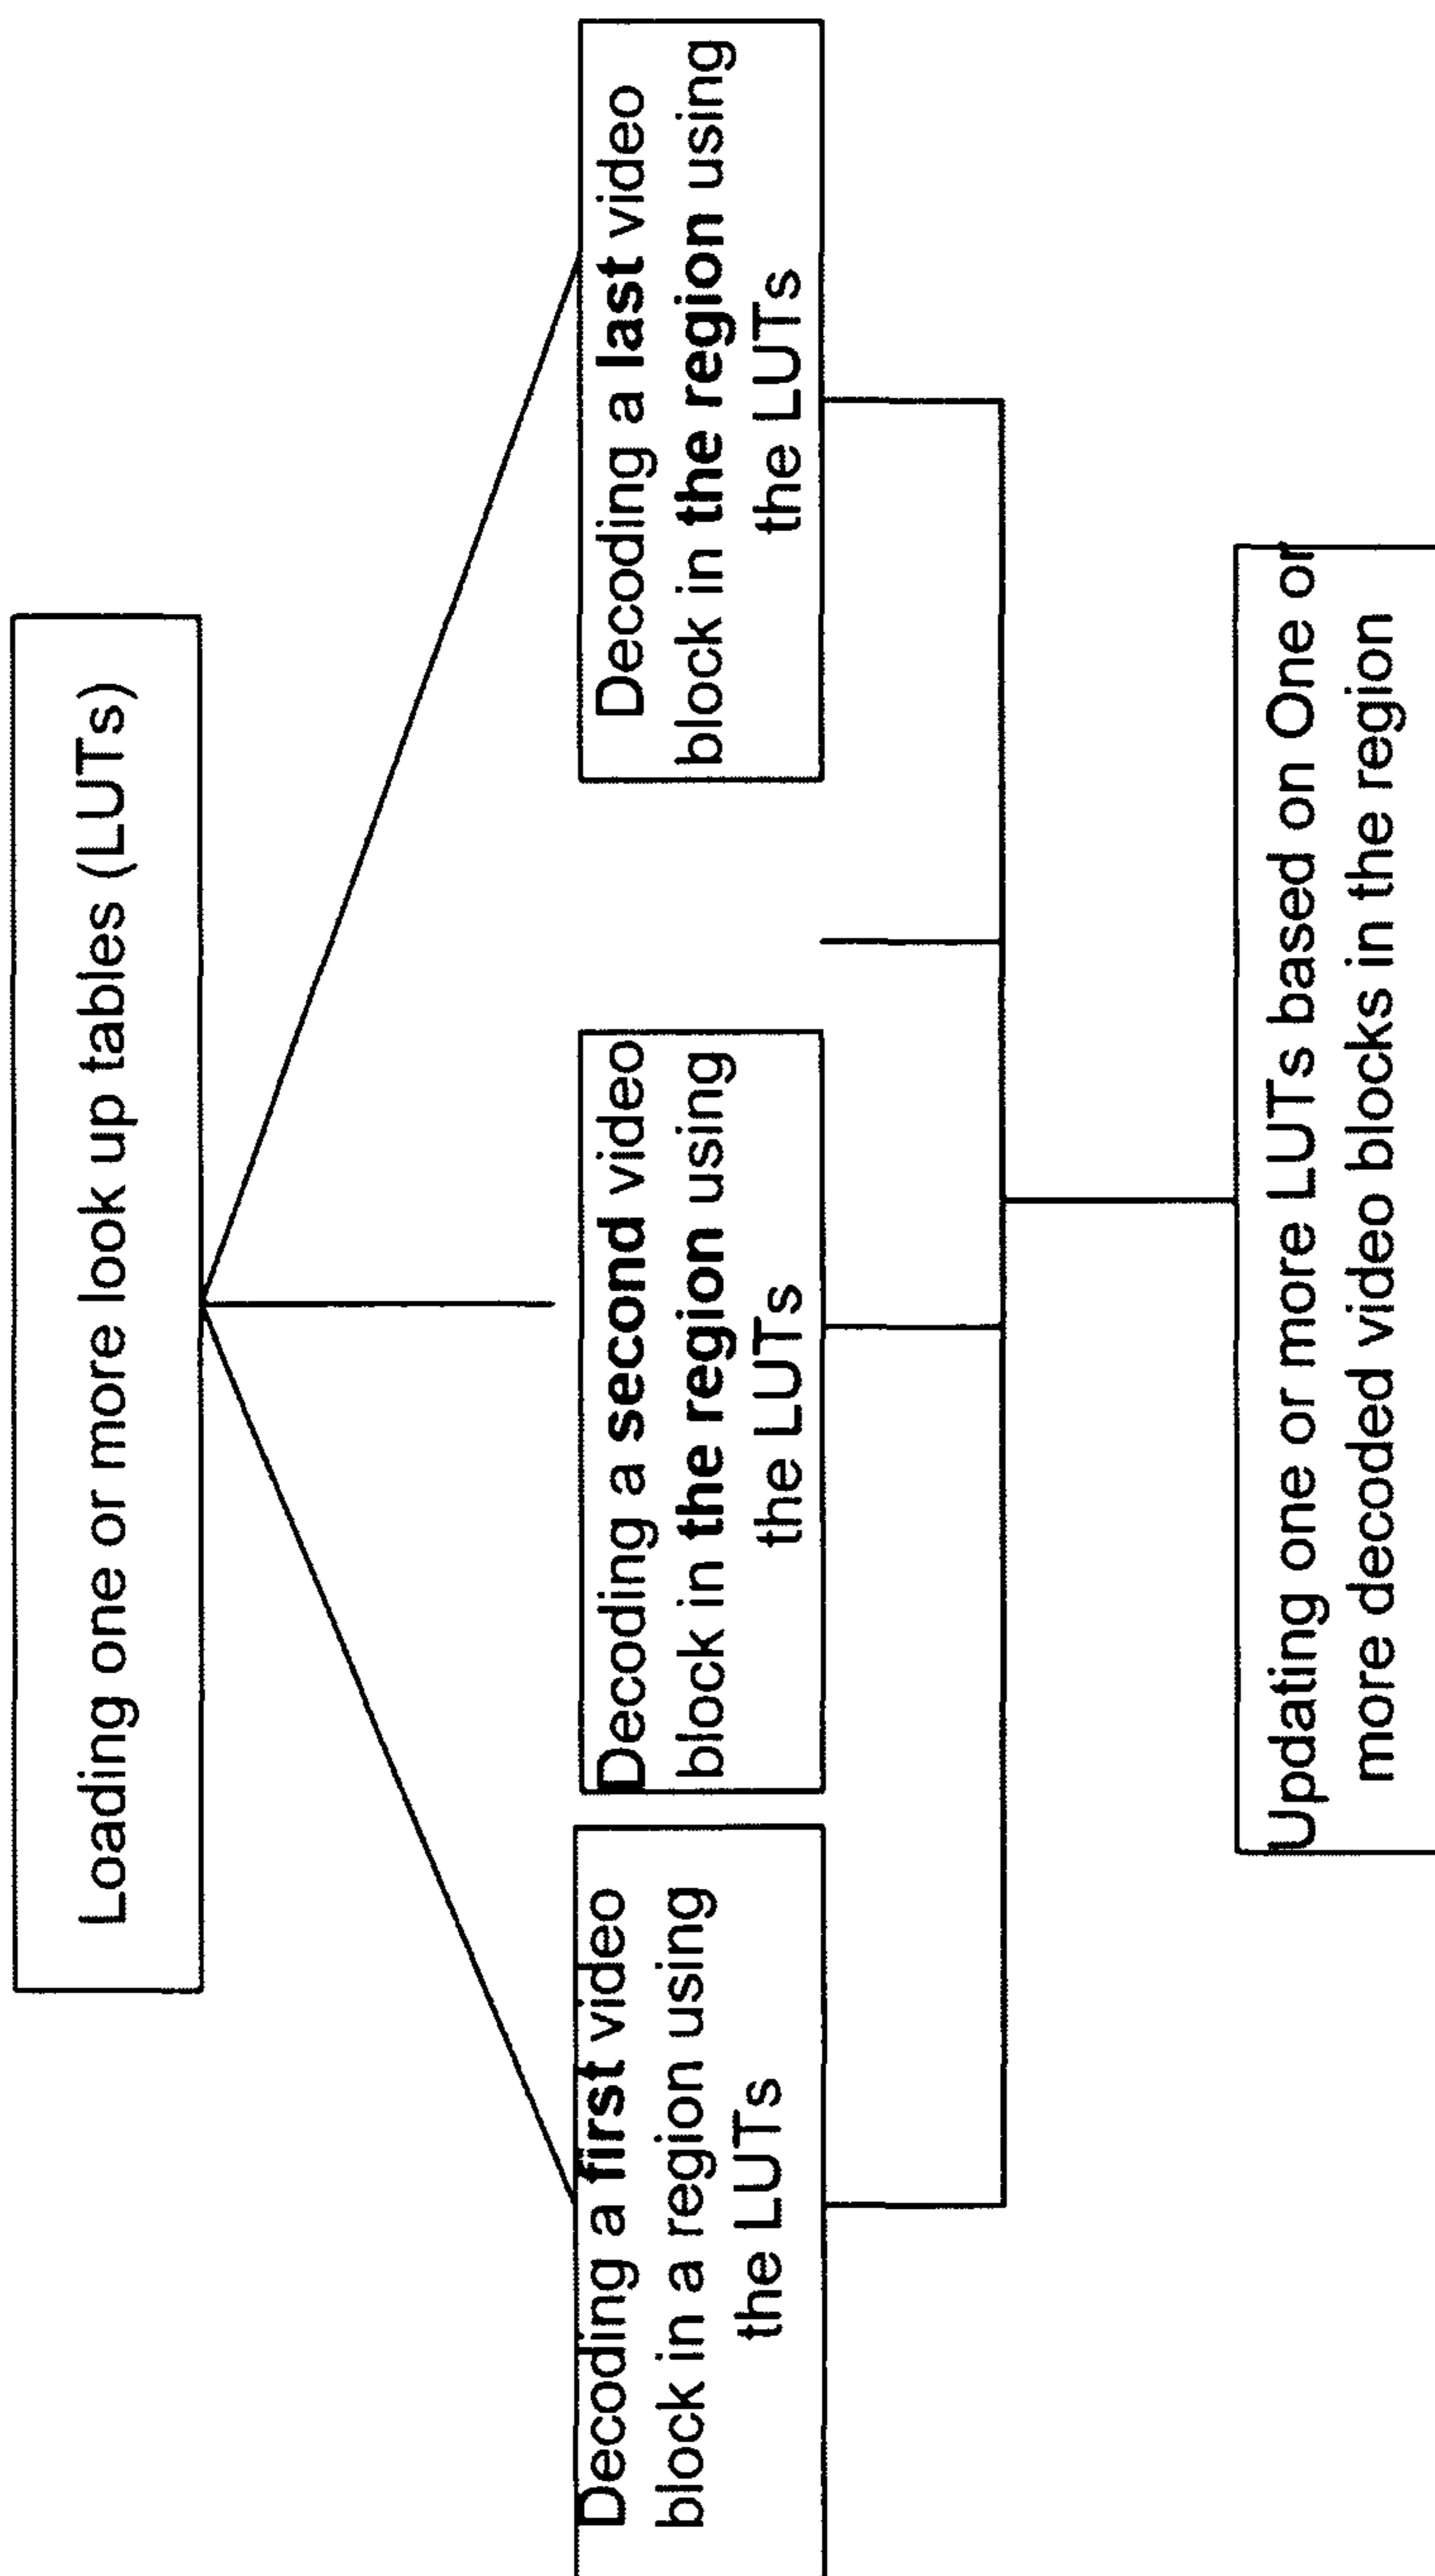 Loading one or more look up tables (LUTs)
Decoding a first video
block in a region using
the LUTs
Decoding a second video
block in the region using
the LUTs
Decoding a last video
block in the region using
the LUTs
Updating one or more LUTs based on One or
more decoded video blocks in the region